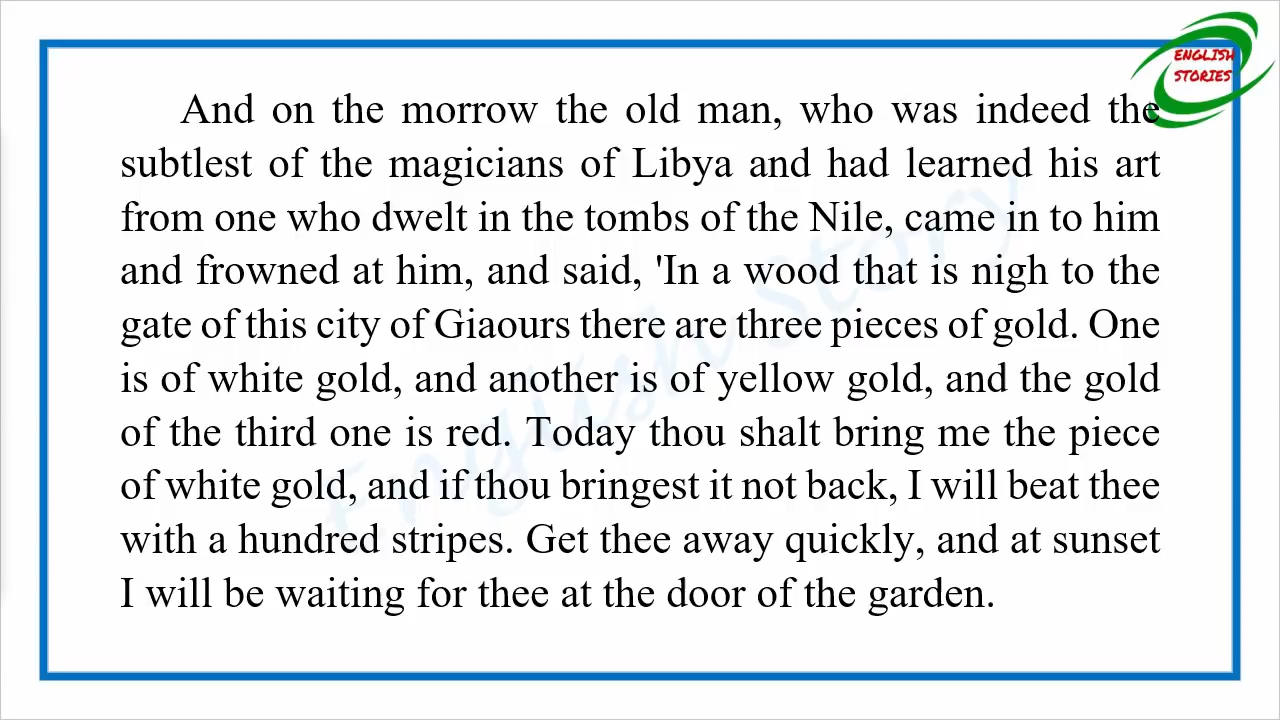 ENGLISH
STORIES
And on the morrow the old man, who was indeed the
subtlest of the magicians of Libya and had learned his art
from one who dwelt in the tombs of the Nile, came in to him
and frowned at him, and said, 'In a wood that is nigh to the
gate of this city of Giaours there are three pieces of gold. One
is of white gold, and another is of yellow gold, and the gold
of the third one is red. Today thou shalt bring me the piece
of white gold, and if thou bringest it not back, I will beat thee
with a hundred stripes. Get thee away quickly, and at sunset
I will be waiting for thee at the door of the garden.
English Story